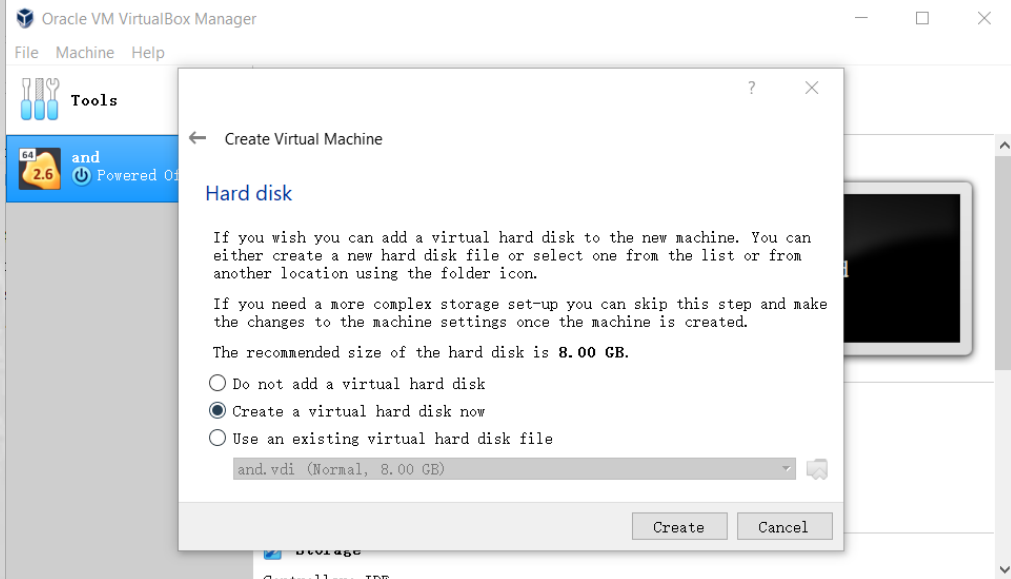 Oracle VM VirtualBox Manager
File Machine Help
Tools
64
2.6
and
Powered Of
?
Create Virtual Machine
Hard disk
If you wish you can add a virtual hard disk to the new machine. You can
either create a new hard disk file or select one from the list or from
another location using the folder icon.
If you need a more complex storage set-up you can skip this step and make
the changes to the machine settings once the machine is created.
The recommended size of the hard disk is 8.00 GB.
Do not add a virtual hard disk
Create a virtual hard disk now
Use an existing virtual hard disk file
and.vdi (Normal, 8.00 GB)
Create Cancel
Storage